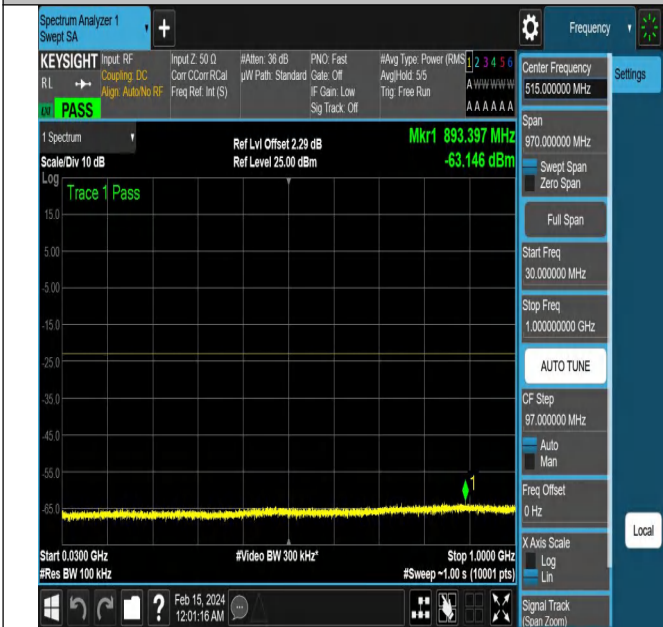 Spectrum Analyzer 1
Swept SA
+
Frequency
KEYSIGHT
RL
PASS
Input: RF
Coupling: DC
Align: Auto/No RF
Input Z: 50 Ω
Corr CCorr RCal
Freq Ref: Int (S)
#Atten: 36 dB
µW Path: Standard
PNO: Fast
Gate: Off
IF Gain: Low
Sig Track: Off
#Avg Type: Power (RMS
Avg|Hold: 5/5
Trig: Free Run
1 2 3 4 5 6
A W W W W W
A A A A A A
Center Frequency
515.000000 MHz
Settings
1 Spectrum
Scale/Div 10 dB
Ref Lvl Offset 2.29 dB
Ref Level 25.00 dBm
Mkr1 893.397 MHz
-63.146 dBm
Log
Trace 1 Pass
15.0
5.00
-5.00
-15.0
-25.0
-35.0
-45.0
-55.0
-65.0
1
Start 0.0300 GHz
#Res BW 100 kHz
#Video BW 300 kHz*
Stop 1.0000 GHz
#Sweep ~1.00 s (10001 pts)
Span
970.000000 MHz
Swept Span
Zero Span
Full Span
Start Freq
30.000000 MHz
Stop Freq
1.000000000 GHz
AUTO TUNE
CF Step
97.000000 MHz
Auto
Man
Freq Offset
0 Hz
X Axis Scale
Log
Lin
Local
Signal Track
(Span Zoom)
?
Feb 15, 2024
12:01:16 AM